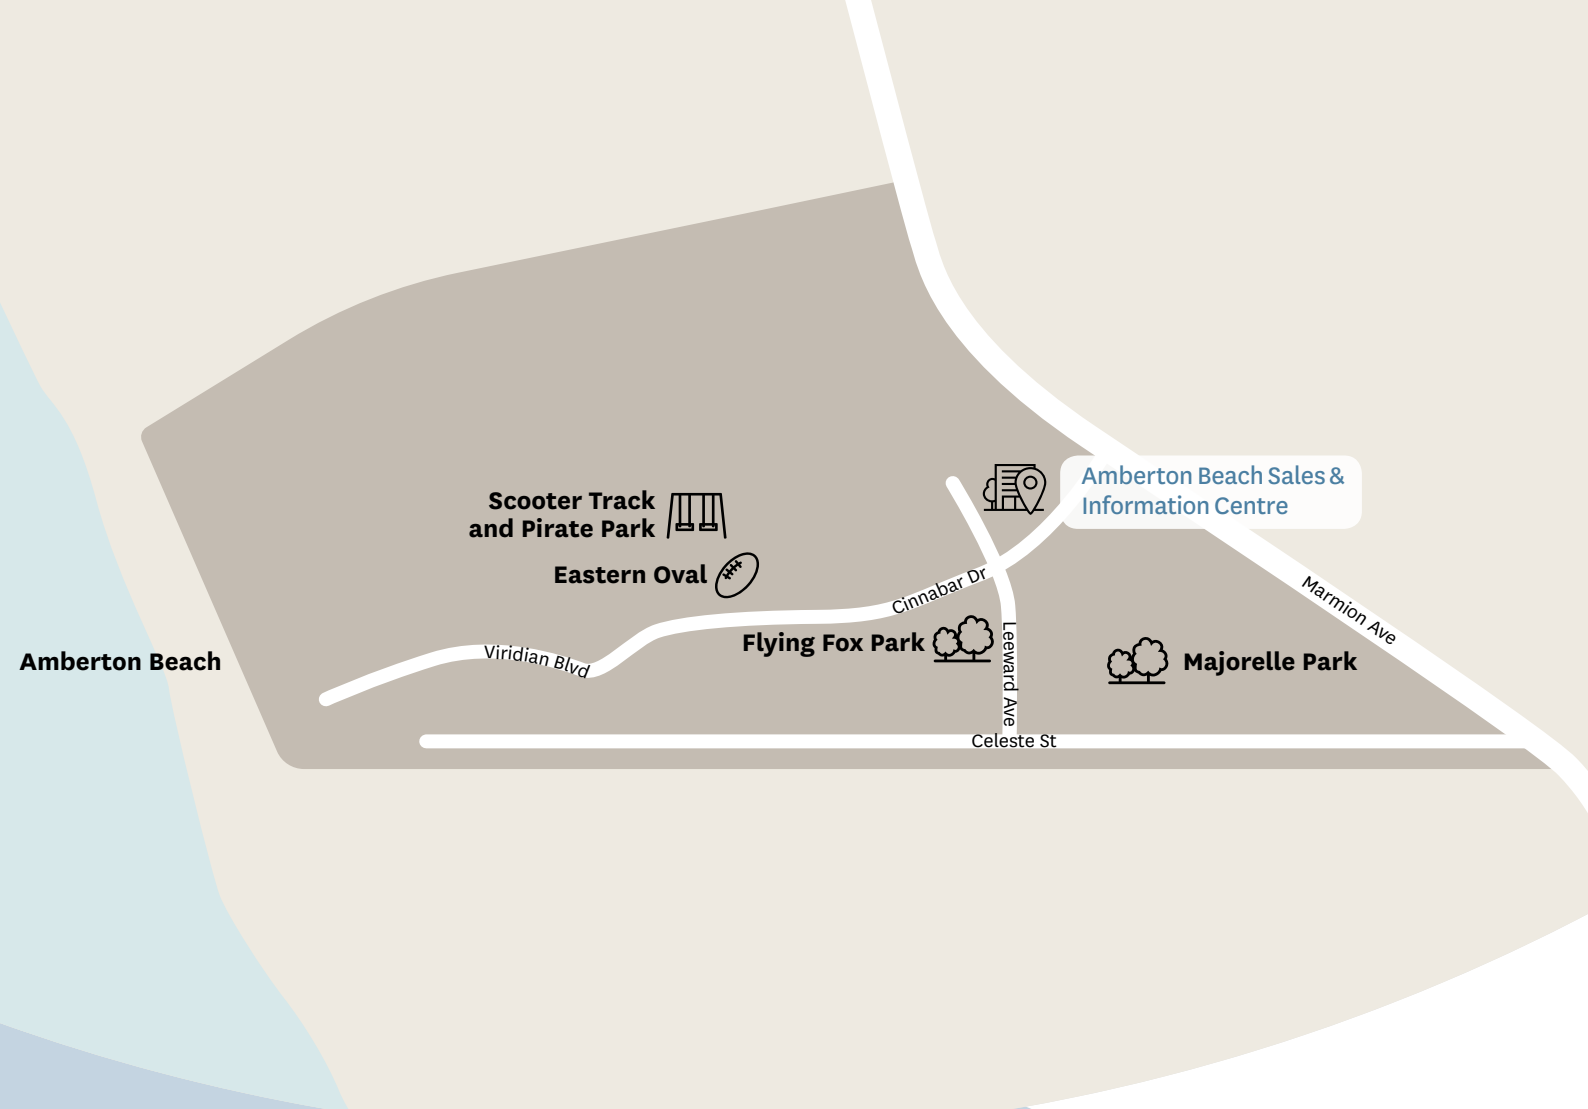 Amberton Beach Sales &
Information Centre
Scooter Track
and Pirate Park
Eastern Oval
Cinnabar Dr
Marmion Ave
Flying Fox Park
Leeward Ave
Viridian Blvd
Majorelle Park
Amberton Beach
Celeste St